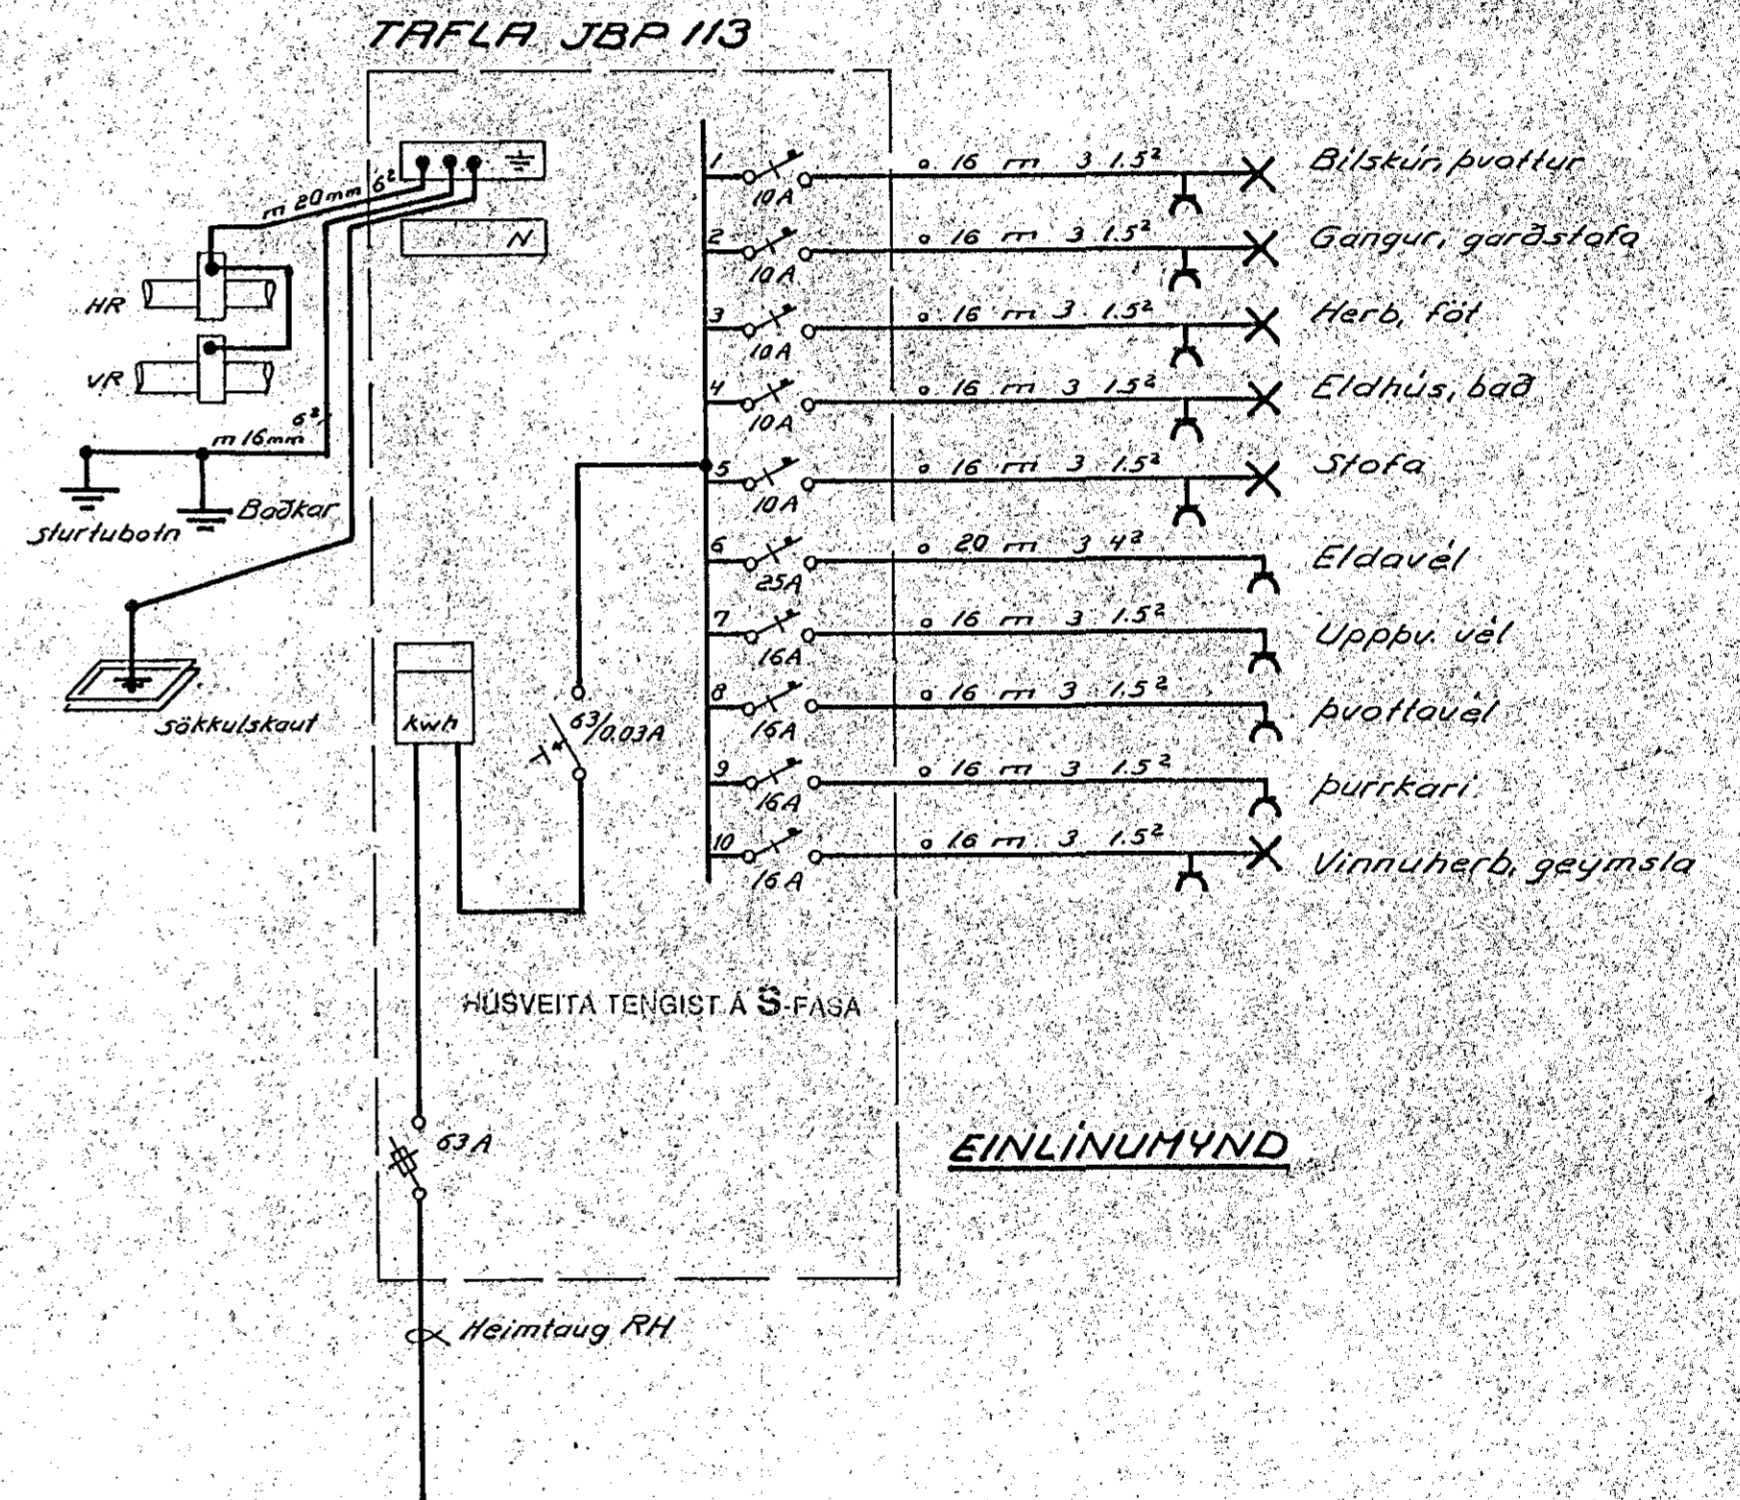 TAFLA JBP 113
m 20mm 6²
N
HR
VR
6²
m 16mm
Baðkar
sturtubotn
sökkulskaut
kwh
63/0.03A
1 10A o 16 m 3 1.5² Bílskúr, þvottur
2 10A o 16 m 3 1.5² Gangur, garðstofa
3 10A o 16 m 3 1.5² Herb, föt
4 10A o 16 m 3 1.5² Eldhús, bað
5 10A o 16 m 3 1.5² Stofa
6 25A o 20 m 3 4² Eldavél
7 16A o 16 m 3 1.5² Uppþv. vél
8 16A o 16 m 3 1.5² Þvottavél
9 16A o 16 m 3 1.5² Þurrkari
10 16A o 16 m 3 1.5² Vinnuherb, geymsla
HÚSVEITA TENGIST Á S-FASA
63A
EINLÍNUMYND
Heimtaug RH